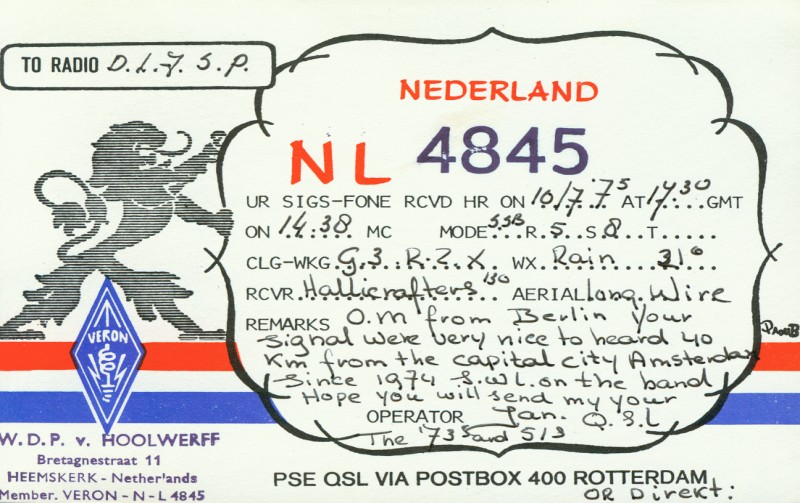 TO RADIO D.L.7.S.P.
NEDERLAND
NL 4845
UR SIGS-FONE RCVD HR ON 10/7.'75 AT 17.30 GMT
ON 14:38 MC MODE SSB R.5..S.8..T.....
CLG-WKG.G.3.:R.Z.X WX Rain 21°
RCVR.Hallicrafters AERIAL Long.Wire
REMARKS O.M from Berlin your
signal were very nice to heard 40
Km from the capital city Amsterdam
Since 1974 S.W.L. on the band
Hope you will send my your
OPERATOR Jan. Q.S.L
The '73's and 51's
VERON
W.D.P. v. HOOLWERFF
Bretagnestraat 11
HEEMSKERK - Netherlands
Member. VERON - N-L 4845
PSE QSL VIA POSTBOX 400 ROTTERDAM
OR Direkt.